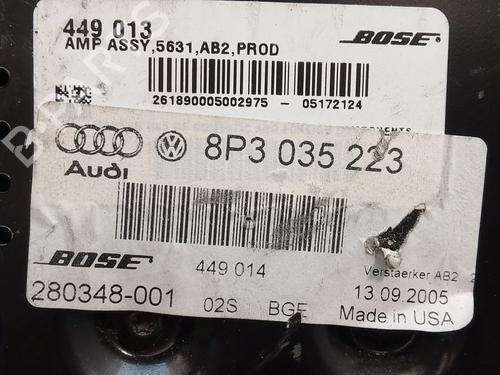 449 013
AMP ASSY,5631,AB2,PROD
BOSE
261890005002975 - 05172124
Audi
8P3 035 223
BOSE
449 014
Verstaerker AB2 2
280348-001
02S
BGE
13.09.2005
Made in USA